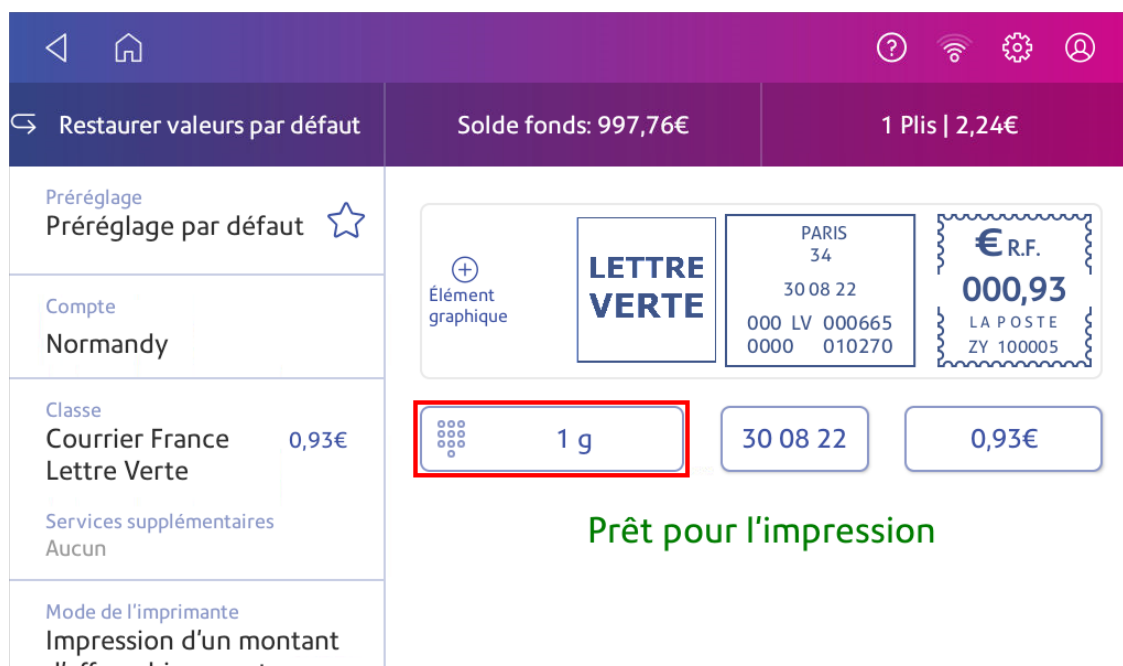 Restaurer valeurs par défaut
Solde fonds: 997,76€
1 Plis | 2,24€
Préréglage
Préréglage par défaut
Compte
Normandy
Classe
Courrier France 0,93€
Lettre Verte
Services supplémentaires
Aucun
Mode de l'imprimante
Impression d'un montant
Élément
graphique
LETTRE
VERTE
PARIS
34
30 08 22
000 LV 000665
0000 010270
€ R.F.
000,93
LA POSTE
ZY 100005
1 g
30 08 22
0,93€
Prêt pour l'impression